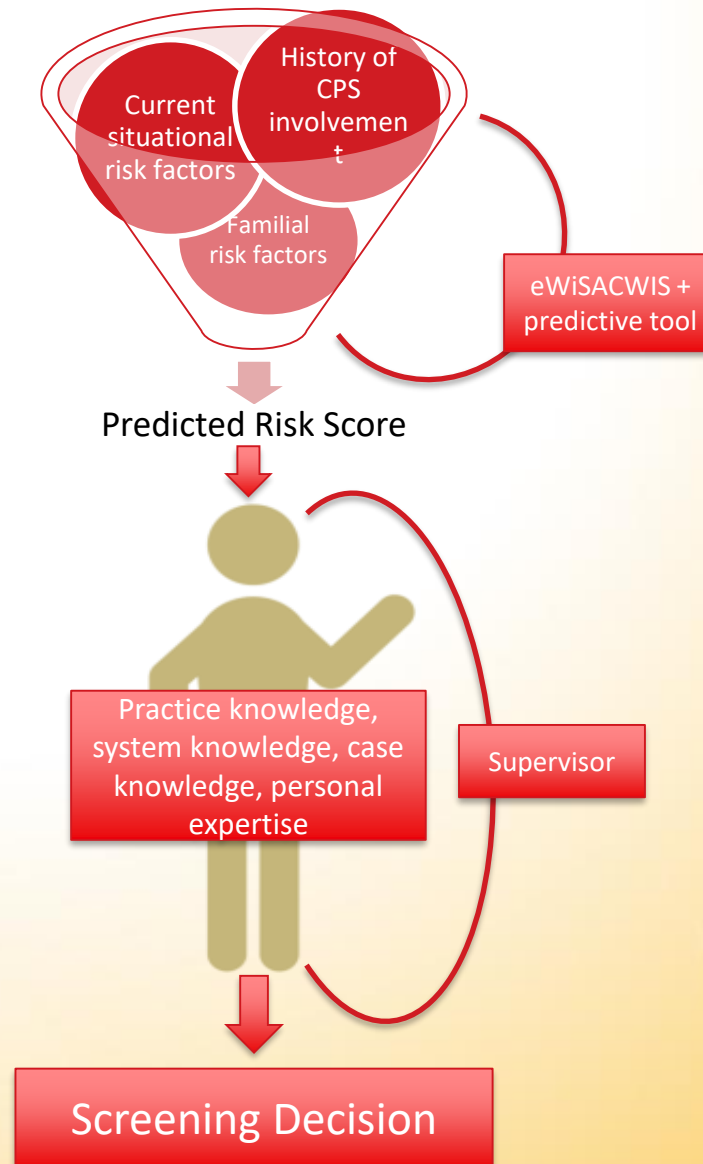 History of
CPS
involvemen
t
Current
situational
risk factors
Familial
risk factors
eWiSACWIS +
predictive tool
Predicted Risk Score
Practice knowledge,
system knowledge, case
knowledge, personal
expertise
Supervisor
Screening Decision